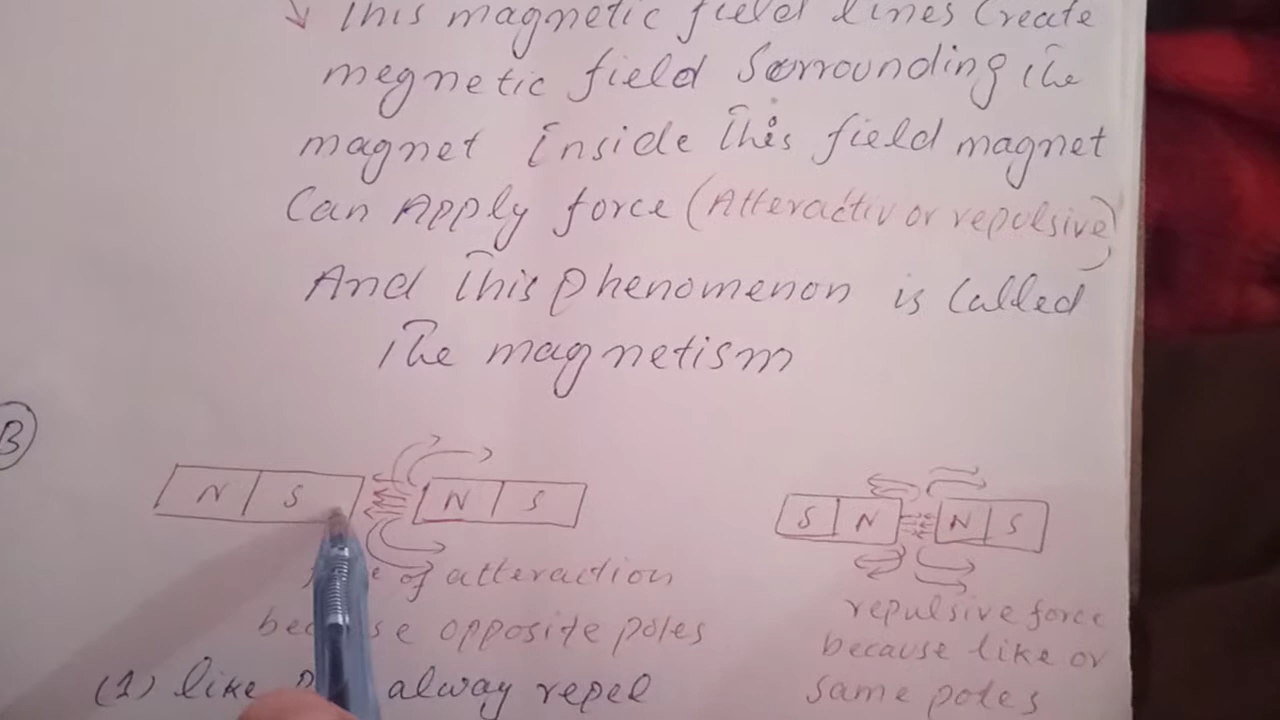 This magnetic field lines Create
megnetic field Sorrounding The
magnet Inside This field magnet
Can Apply force (Atteractiv or repulsive)
And This phenomenon is Called
The magnetism
B
N S N S
S N N S
of atteraction
because opposite poles
repulsive force
because like or
same poles
(1) like alway repel